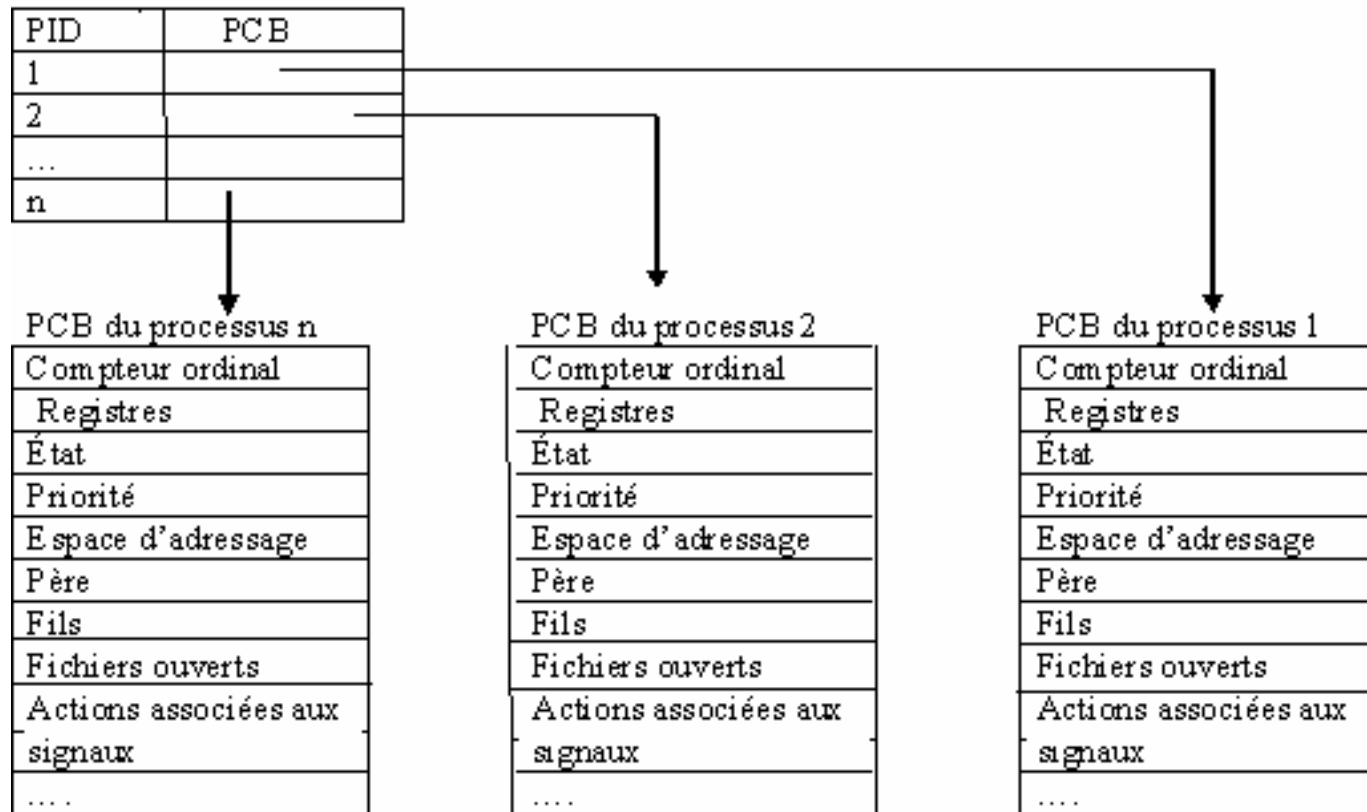 PID PCB
1
2
...
n
PCB du processus n
Compteur ordinal
Registres
État
Priorité
Espace d'adressage
Père
Fils
Fichiers ouverts
Actions associées aux
signaux
....
PCB du processus 2
Compteur ordinal
Registres
État
Priorité
Espace d'adressage
Père
Fils
Fichiers ouverts
Actions associées aux
signaux
....
PCB du processus 1
Compteur ordinal
Registres
État
Priorité
Espace d'adressage
Père
Fils
Fichiers ouverts
Actions associées aux
signaux
....